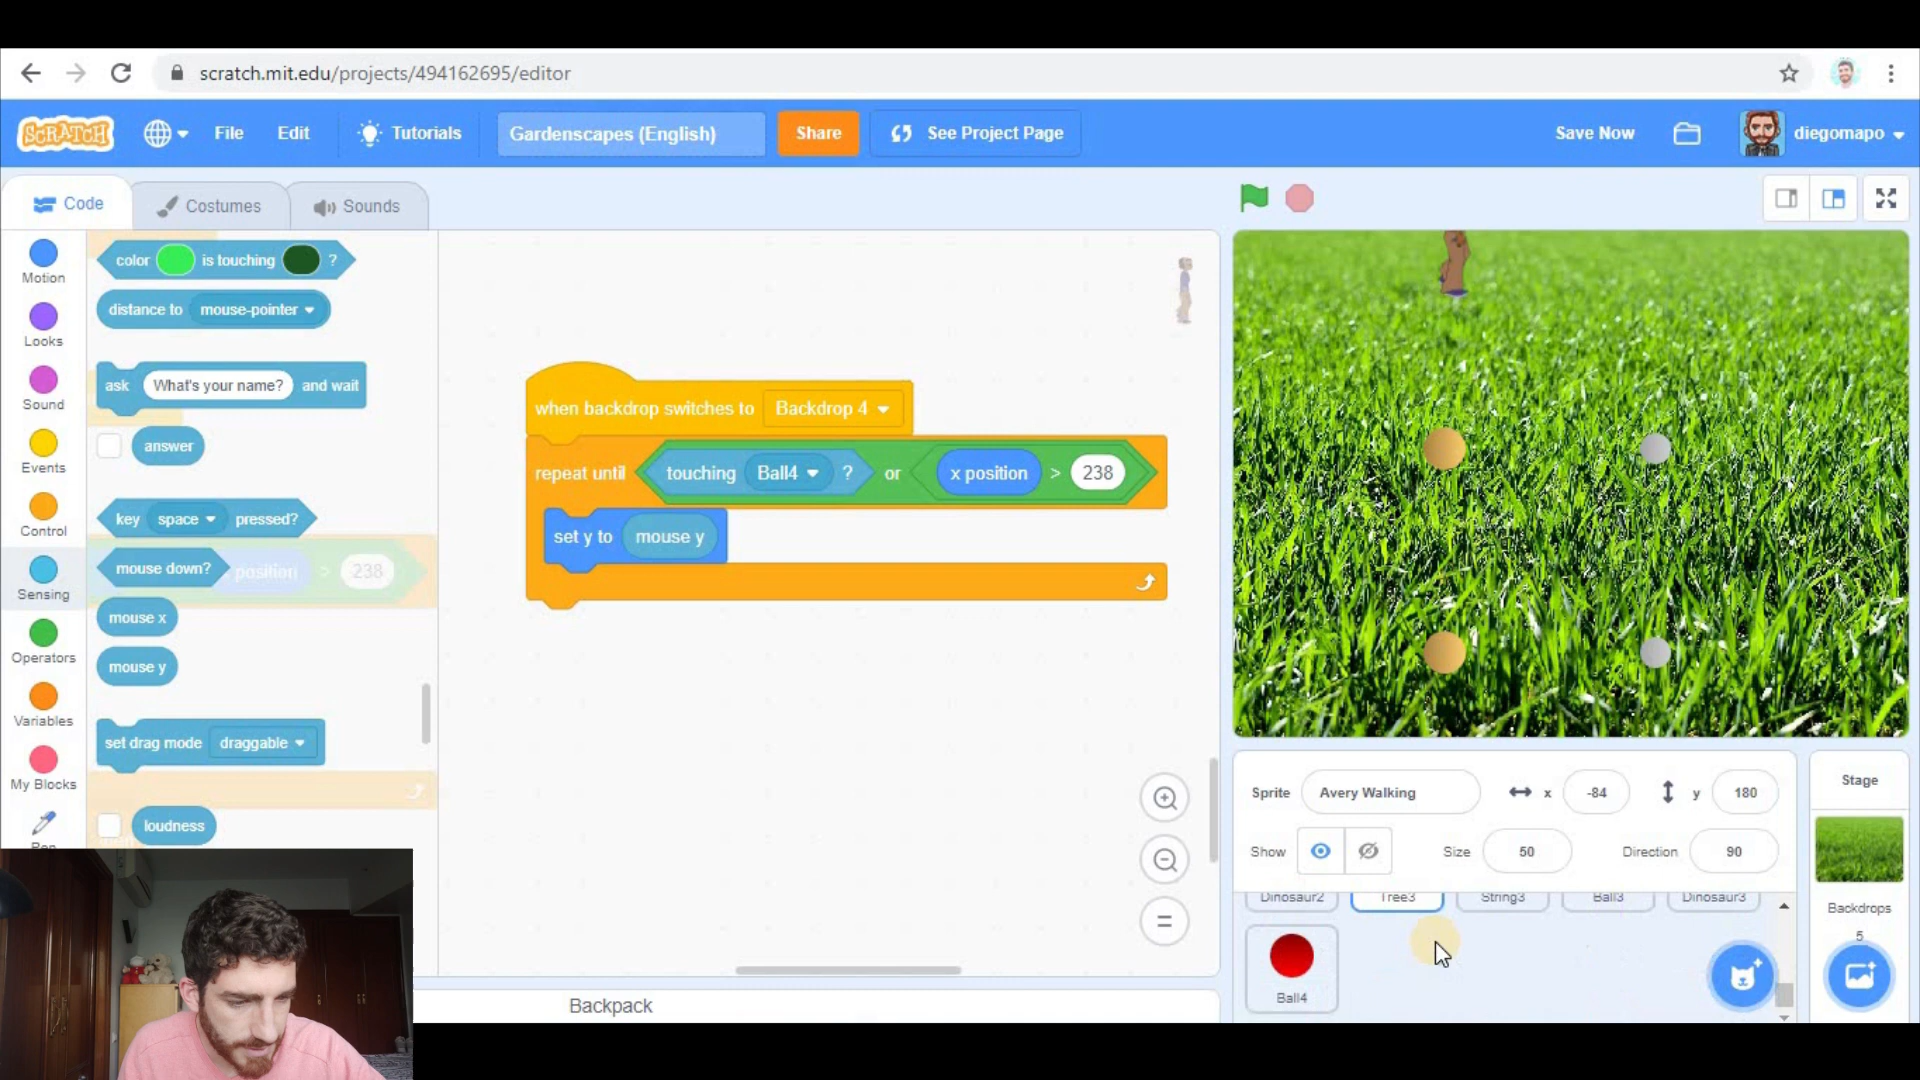 scratch.mit.edu/projects/494162695/editor
SCRATCH File Edit Tutorials Gardenscapes (English) Share See Project Page Save Now diegomapo
Code Costumes Sounds
Motion
Looks
Sound
Events
Control
Sensing
Operators
Variables
My Blocks
Pen
color is touching ?
distance to mouse-pointer
ask What's your name? and wait
answer
key space pressed?
mouse down? position > 238
mouse x
mouse y
set drag mode draggable
loudness
when backdrop switches to Backdrop 4
repeat until touching Ball4 ? or x position > 238
set y to mouse y
Backpack
Sprite Avery Walking x -84 y 180
Show Size 50 Direction 90
Dinosaur2 Tree3 String3 Ball3 Dinosaur3
Ball4
Stage
Backdrops
5